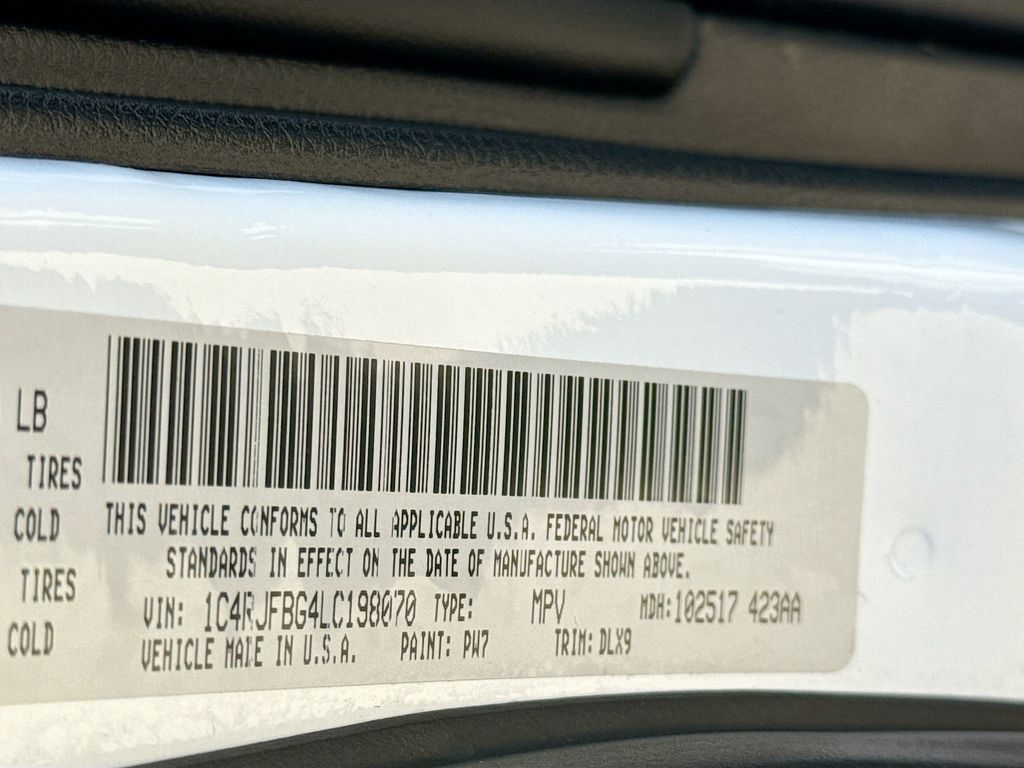 LB
TIRES
COLD
TIRES
COLD
THIS VEHICLE CONFORMS TO ALL APPLICABLE U.S.A. FEDERAL MOTOR VEHICLE SAFETY
STANDARDS IN EFFECT ON THE DATE OF MANUFACTURE SHOWN ABOVE.
VIN: 1C4RJFBG4LC198070 TYPE: MPV MDH:102517 423AA
VEHICLE MADE IN U.S.A. PAINT: PW7 TRIM: DLX9